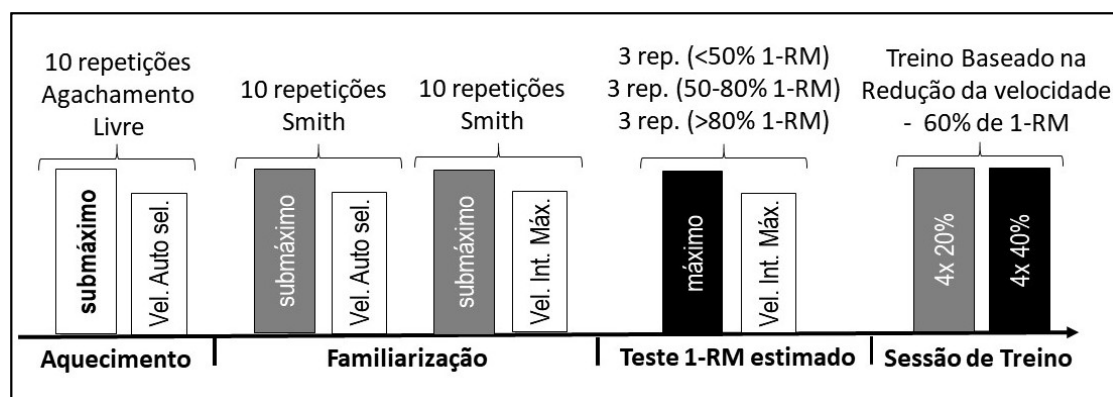 10 repetições
Agachamento
Livre
10 repetições
Smith
10 repetições
Smith
3 rep. (<50% 1-RM)
3 rep. (50-80% 1-RM)
3 rep. (>80% 1-RM)
Treino Baseado na
Redução da velocidade
- 60% de 1-RM
submáximo
Vel. Auto sel.
submáximo
Vel. Auto sel.
submáximo
Vel. Int. Máx.
máximo
Vel. Int. Máx.
4x 20%
4x 40%
Aquecimento
Familiarização
Teste 1-RM estimado
Sessão de Treino